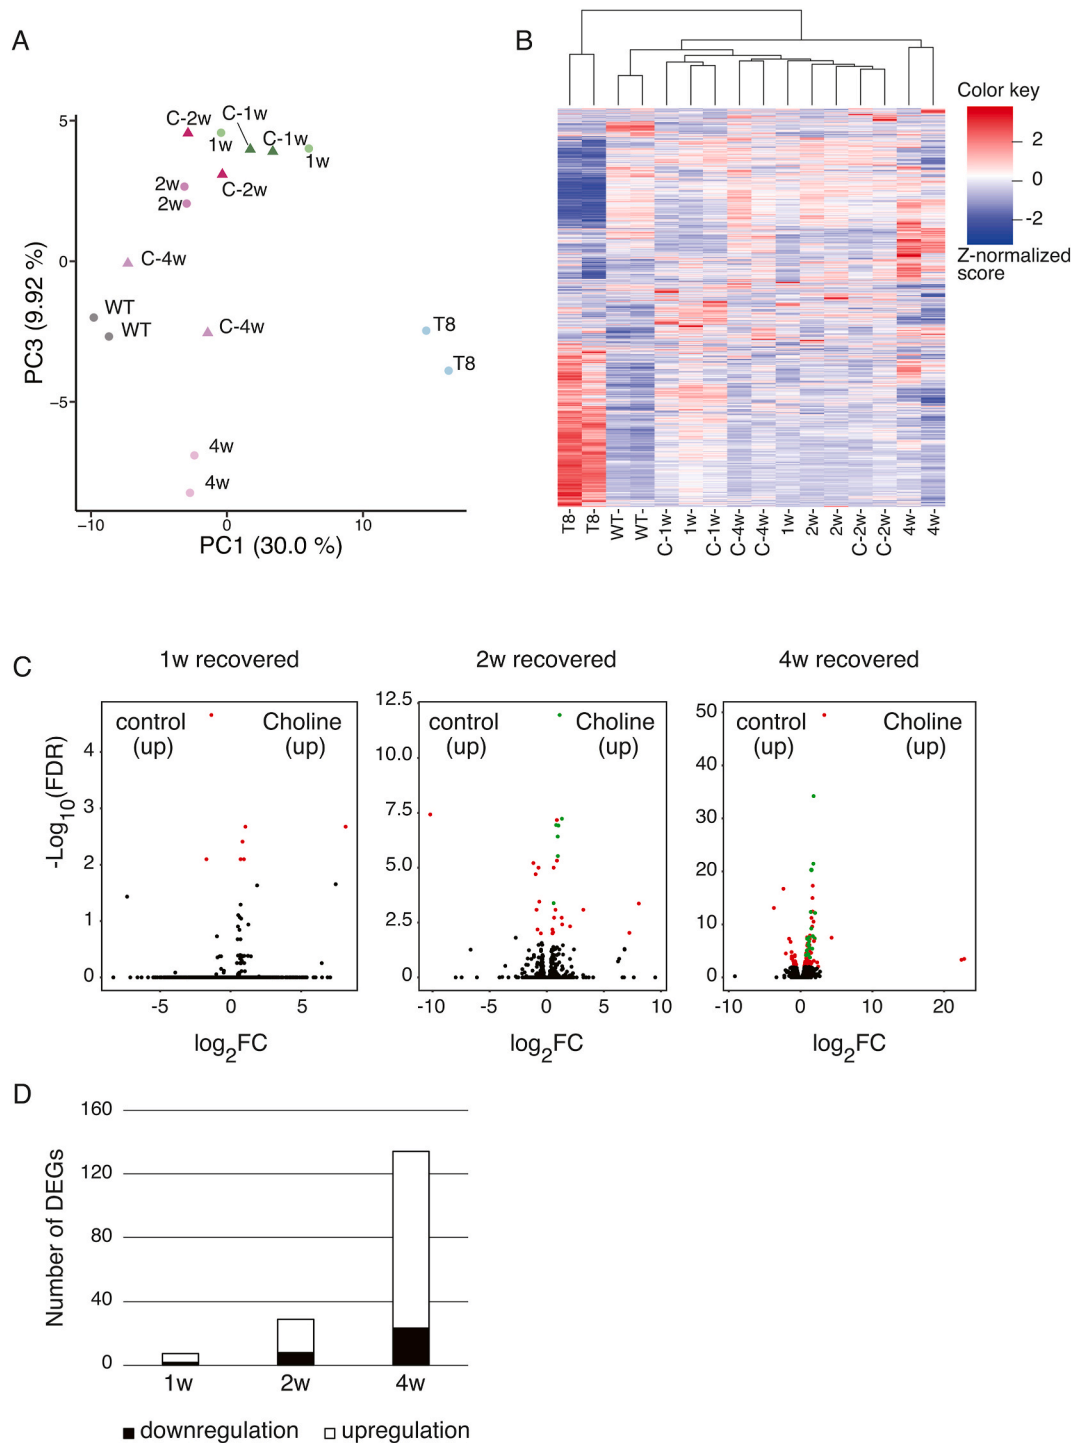 A
5
0
−5
−10
0
10
PC3 (9.92 %)
PC1 (30.0 %)
C-2w
C-1w
1w
C-1w
1w
C-2w
2w
2w
C-4w
WT
WT
C-4w
T8
T8
4w
4w
B
Color key
2
0
-2
Z-normalized
score
T8-
T8-
WT-
WT-
C-1w-
1w-
C-1w-
C-4w-
C-4w-
1w-
2w-
2w-
C-2w-
C-2w-
4w-
4w-
C
1w recovered
control
(up)
Choline
(up)
4
3
2
1
0
-5
0
5
-Log10(FDR)
log2FC
2w recovered
control
(up)
Choline
(up)
12.5
10.0
7.5
5.0
2.5
0
-10
-5
0
5
10
log2FC
4w recovered
control
(up)
Choline
(up)
50
40
30
20
10
0
-10
0
10
20
log2FC
D
160
120
80
40
0
Number of DEGs
1w
2w
4w
downregulation
upregulation